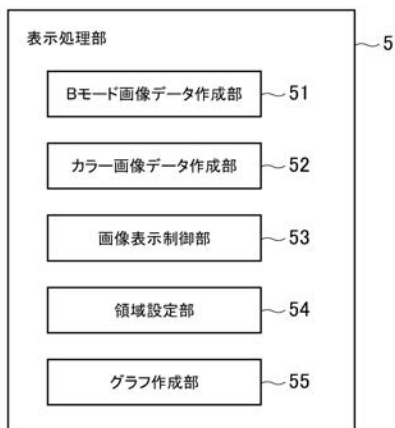 表示処理部
5
Bモード画像データ作成部
51
カラー画像データ作成部
52
画像表示制御部
53
領域設定部
54
グラフ作成部
55